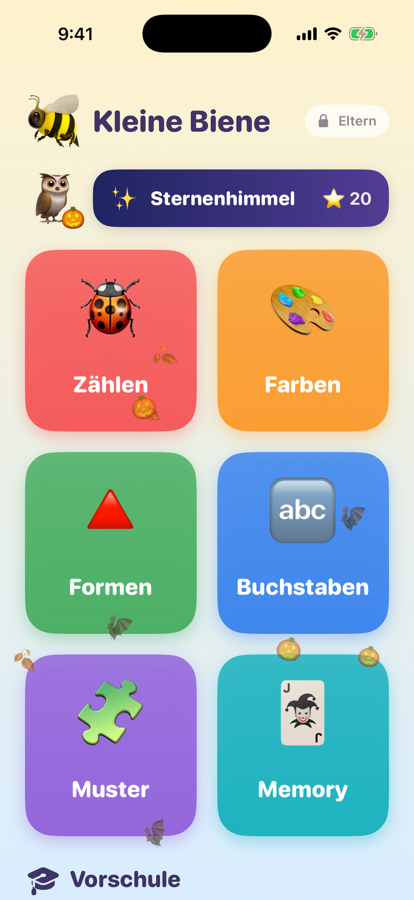 9:41
Kleine Biene
Eltern
Sternenhimmel
20
Zählen
Farben
Formen
abc
Buchstaben
J
J
Muster
Memory
Vorschule